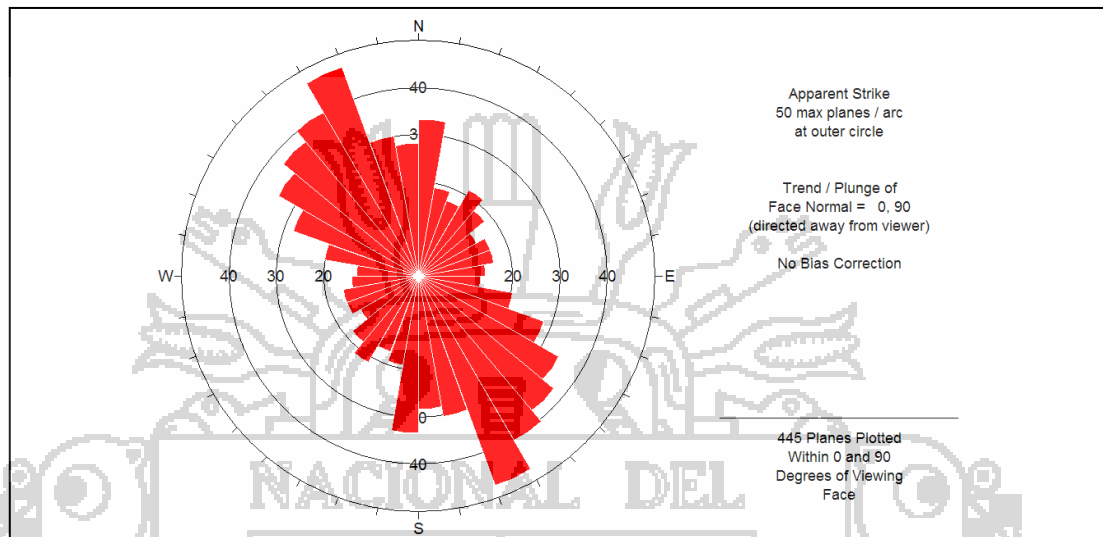 N
40
3
W
40
30
20
20
30
40
E
0
40
S
Apparent Strike
50 max planes / arc
at outer circle
Trend / Plunge of
Face Normal = 0, 90
(directed away from viewer)
No Bias Correction
445 Planes Plotted
Within 0 and 90
Degrees of Viewing
Face
NACIONAL DEL